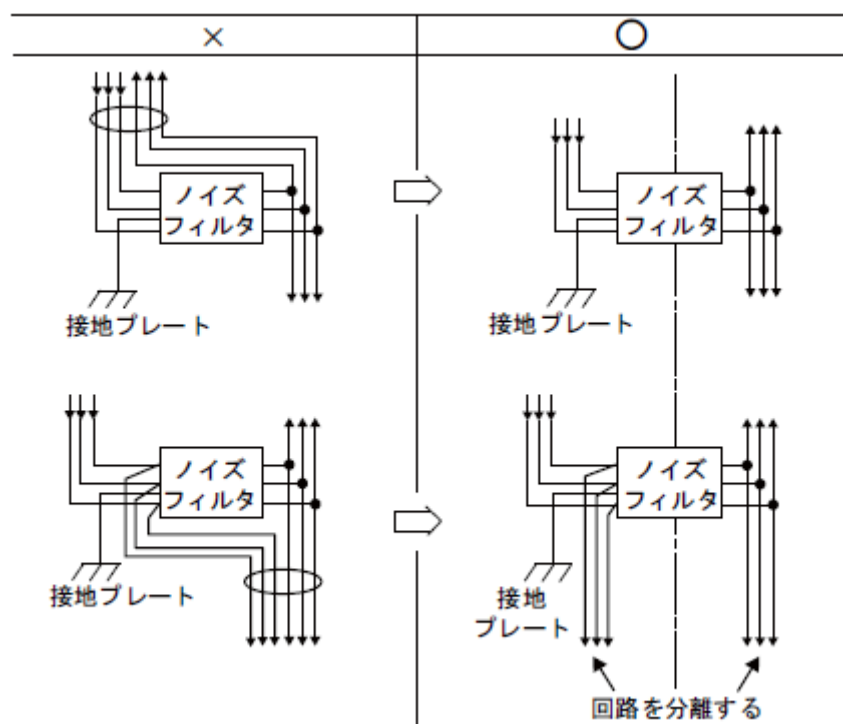 ×
○
ノイズ
フィルタ
接地プレート
ノイズ
フィルタ
接地プレート
ノイズ
フィルタ
接地プレート
ノイズ
フィルタ
接地
プレート
回路を分離する